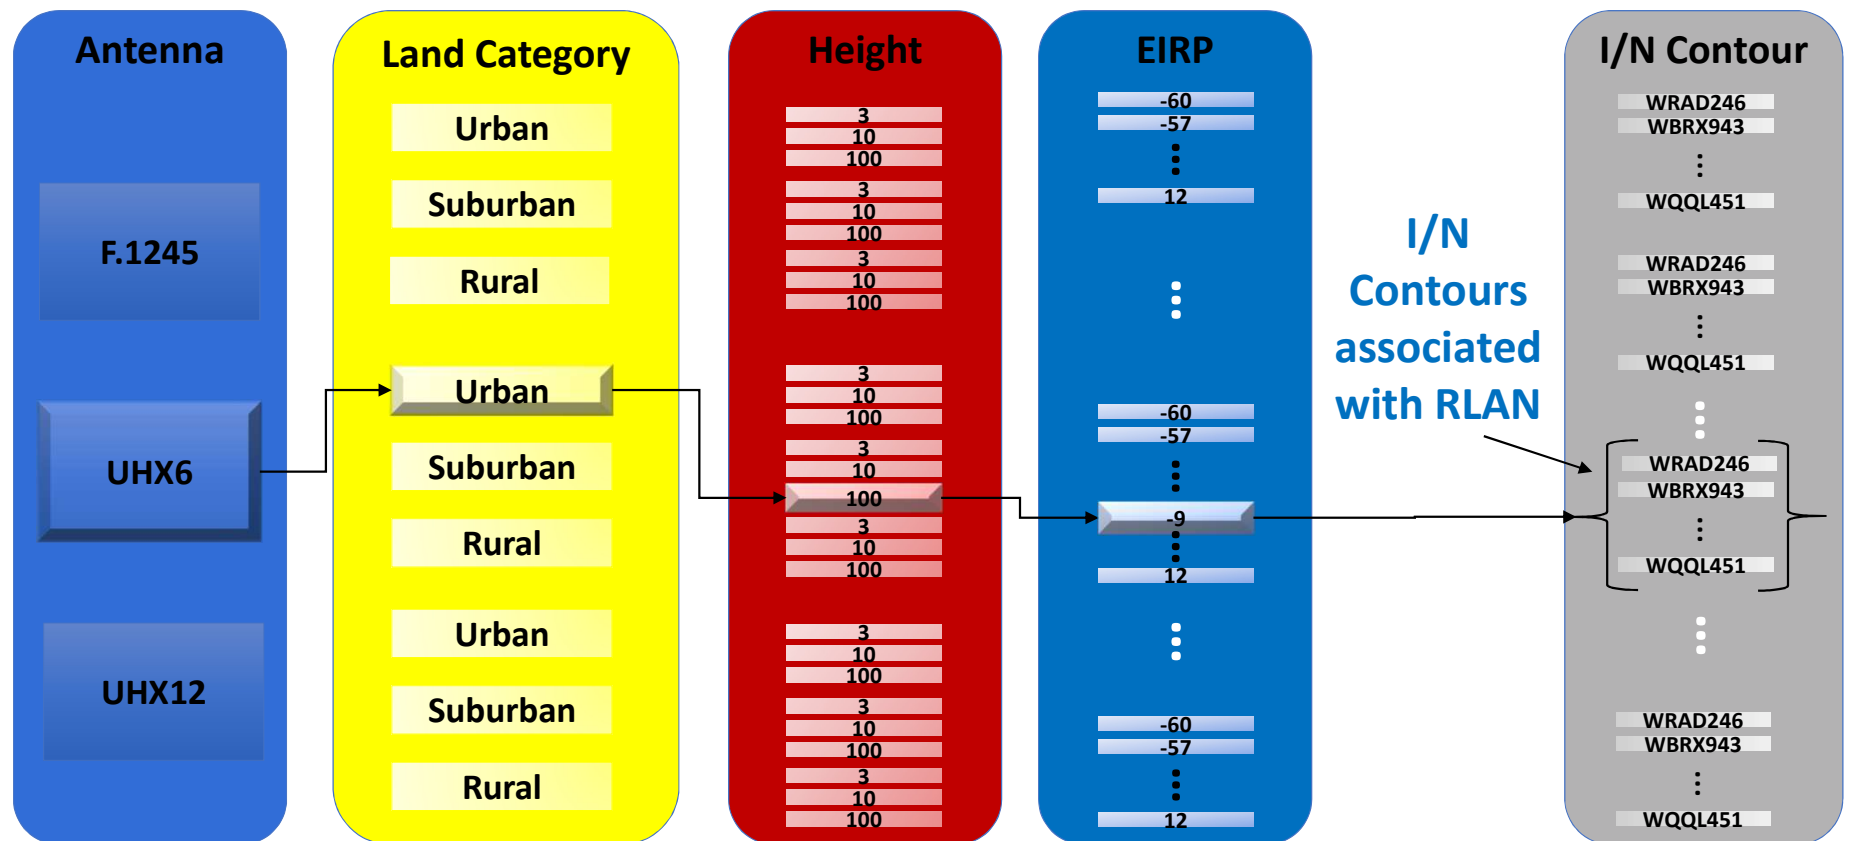 Antenna
F.1245
UHX6
UHX12
Land Category
Urban
Suburban
Rural
Urban
Suburban
Rural
Urban
Suburban
Rural
Height
3
10
100
3
10
100
3
10
100
3
10
100
3
10
100
3
10
100
3
10
100
3
10
100
3
10
100
EIRP
-60
-57
12
-60
-57
-9
12
-60
-57
12
I/N
Contours
associated
with RLAN
I/N Contour
WRAD246
WBRX943
WQQL451
WRAD246
WBRX943
WQQL451
WRAD246
WBRX943
WQQL451
WRAD246
WBRX943
WQQL451